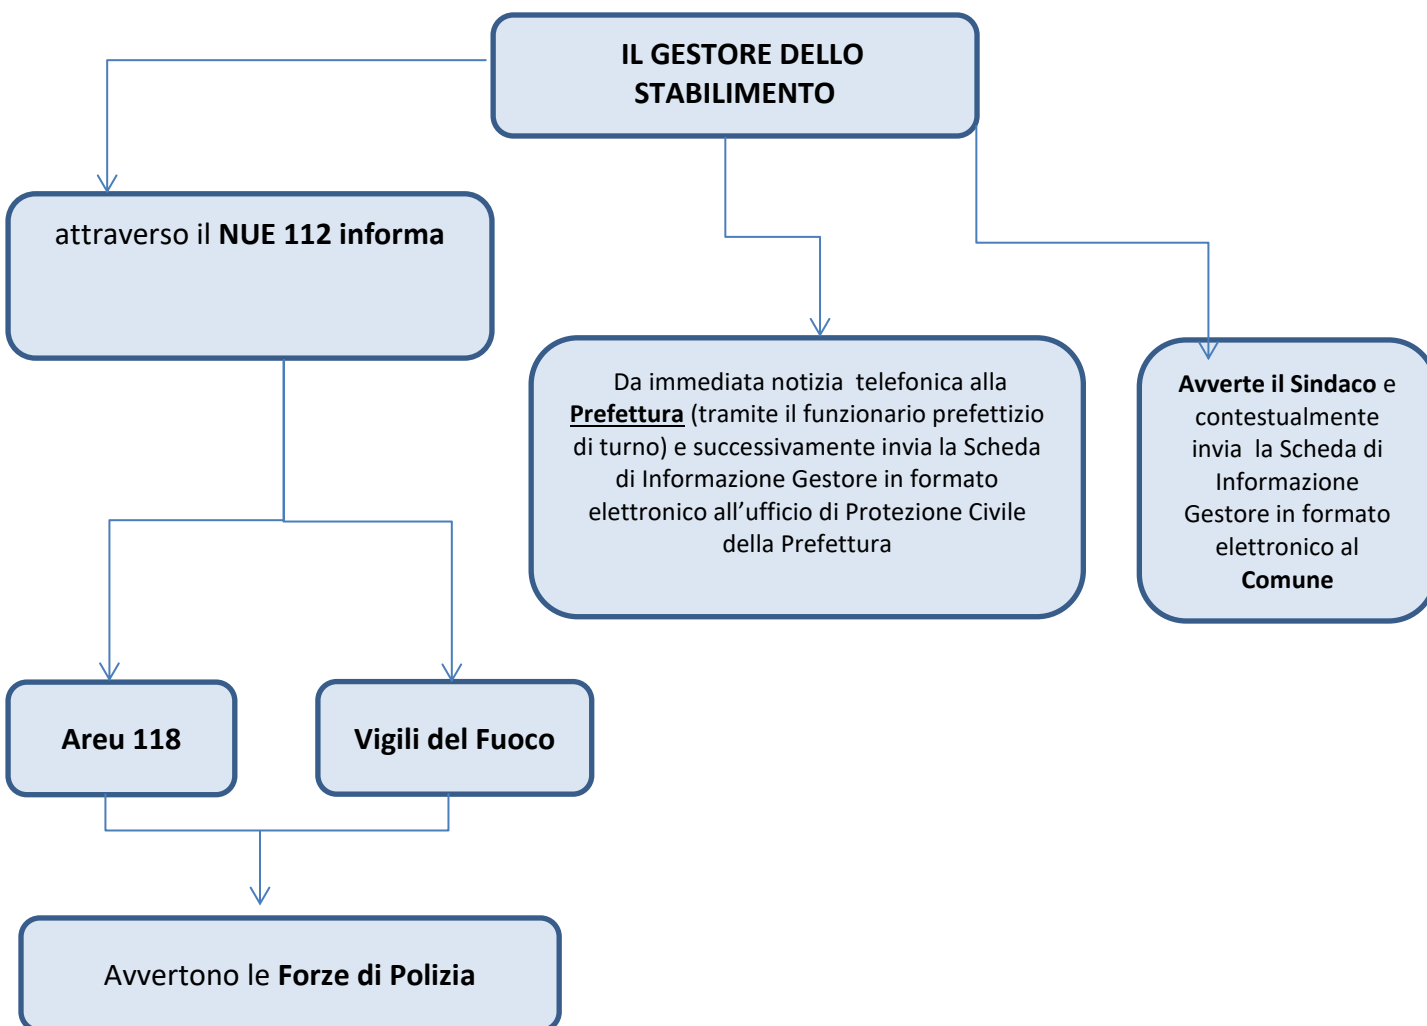 IL GESTORE DELLO
STABILIMENTO
attraverso il NUE 112 informa
Da immediata notizia  telefonica alla
Prefettura (tramite il funzionario prefettizio
di turno) e successivamente invia la Scheda
di Informazione Gestore in formato
elettronico all’ufficio di Protezione Civile
della Prefettura
Avverte il Sindaco e
contestualmente
invia  la Scheda di
Informazione
Gestore in formato
elettronico al
Comune
Areu 118
Vigili del Fuoco
Avvertono le Forze di Polizia